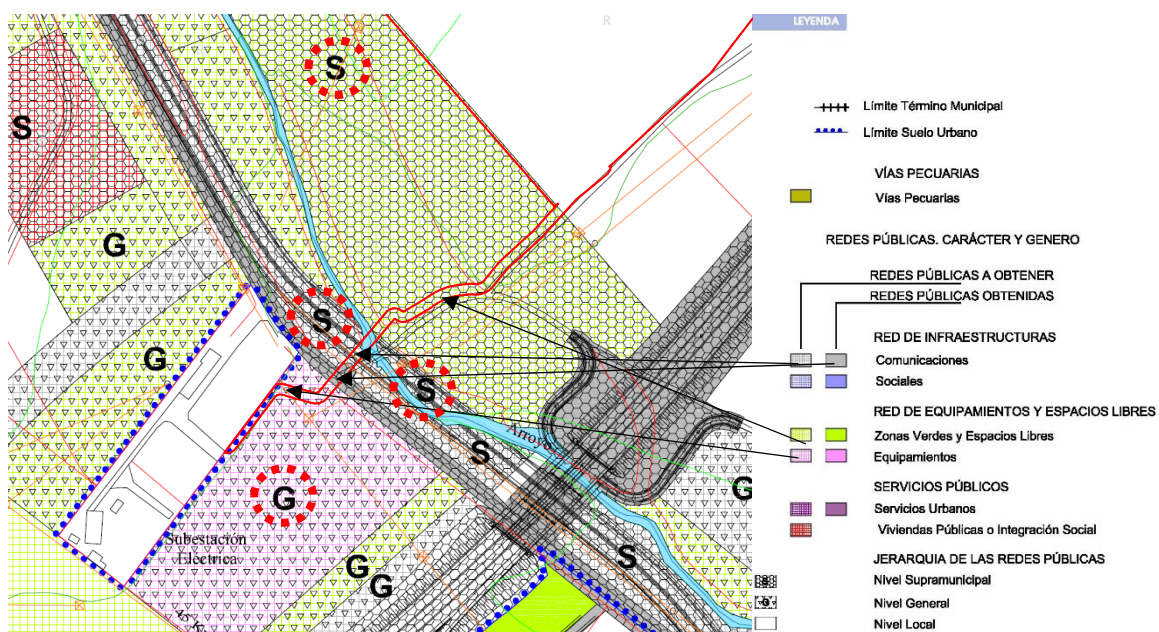 R
LEYENDA
S
Límite Término Municipal
S
Límite Suelo Urbano
VÍAS PECUARIAS
Vías Pecuarias
G
REDES PÚBLICAS. CARÁCTER Y GENERO
REDES PÚBLICAS A OBTENER
REDES PÚBLICAS OBTENIDAS
S
RED DE INFRAESTRUCTURAS
G
Comunicaciones
S
Sociales
RED DE EQUIPAMIENTOS Y ESPACIOS LIBRES
Arroyo
Zonas Verdes y Espacios Libres
S
Equipamientos
G
G
SERVICIOS PÚBLICOS
Servicios Urbanos
Viviendas Públicas o Integración Social
Subestación
Eléctrica
S
JERARQUIA DE LAS REDES PÚBLICAS
G
S
Nivel Supramunicipal
G
G
Nivel General
Nivel Local